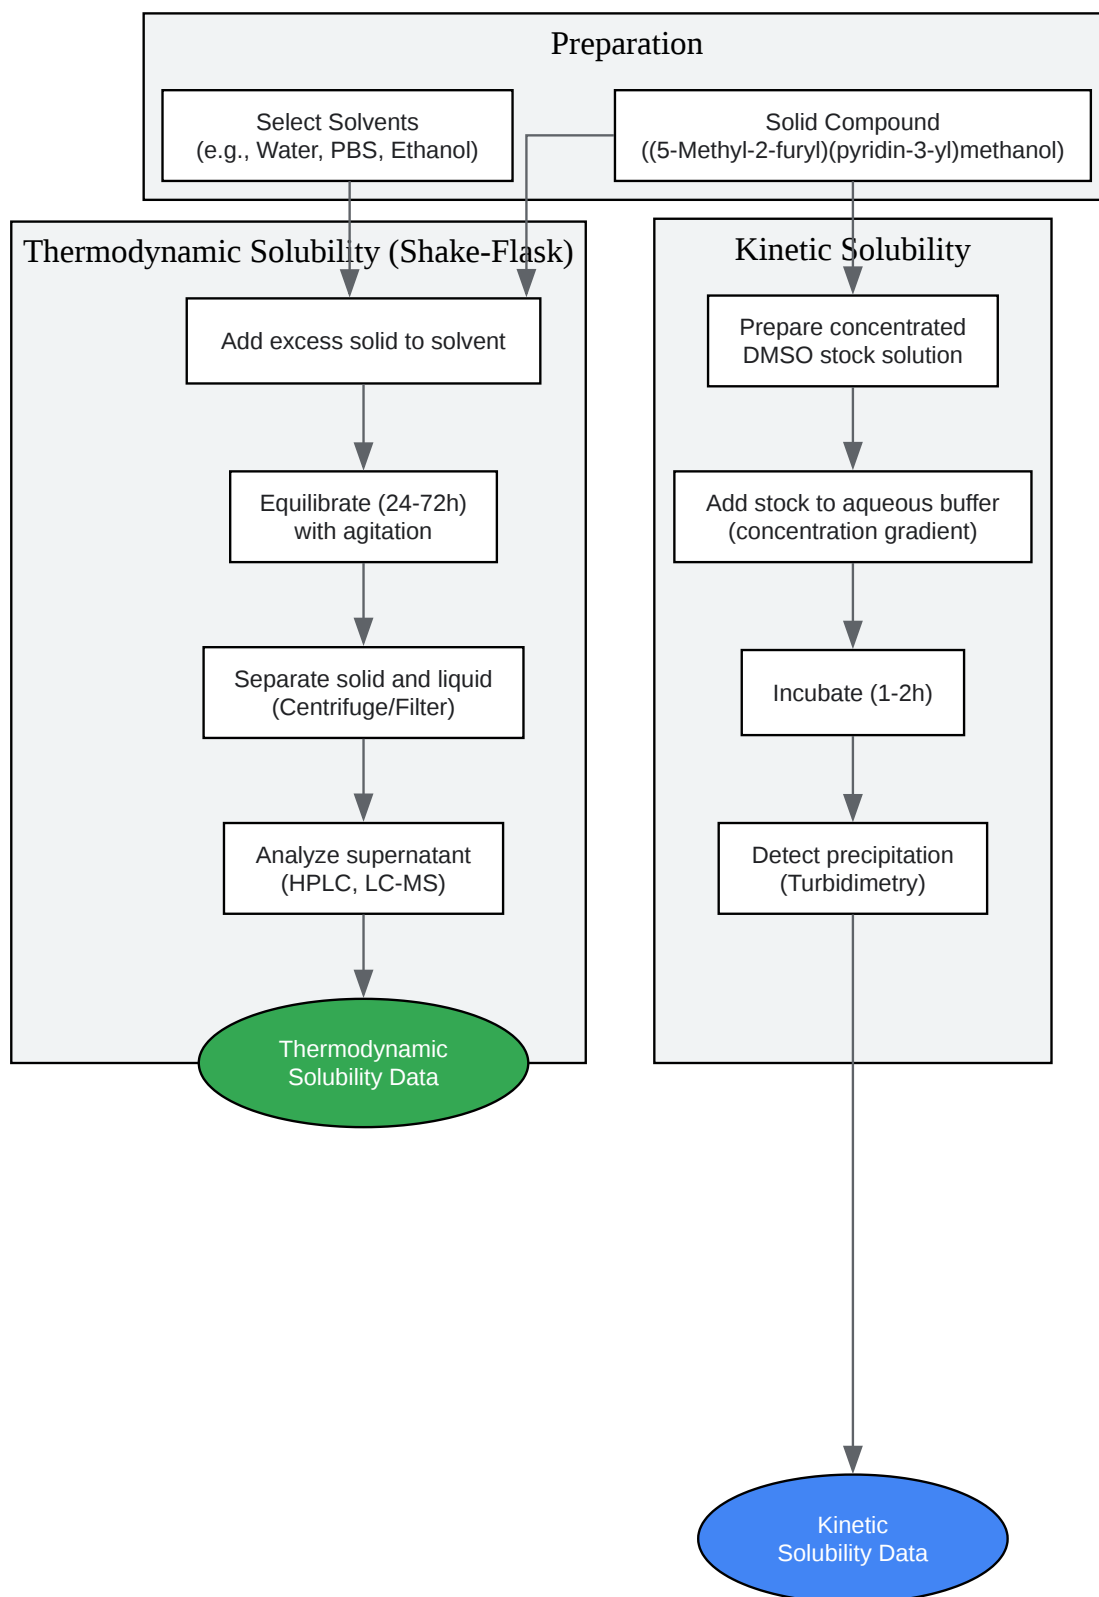 Preparation
Select Solvents
(e.g., Water, PBS, Ethanol)
Solid Compound
((5-Methyl-2-furyl)(pyridin-3-yl)methanol)
Thermodynamic Solubility (Shake-Flask)
Add excess solid to solvent
Equilibrate (24-72h)
with agitation
Separate solid and liquid
(Centrifuge/Filter)
Analyze supernatant
(HPLC, LC-MS)
Thermodynamic
Solubility Data
Kinetic Solubility
Prepare concentrated
DMSO stock solution
Add stock to aqueous buffer
(concentration gradient)
Incubate (1-2h)
Detect precipitation
(Turbidimetry)
Kinetic
Solubility Data